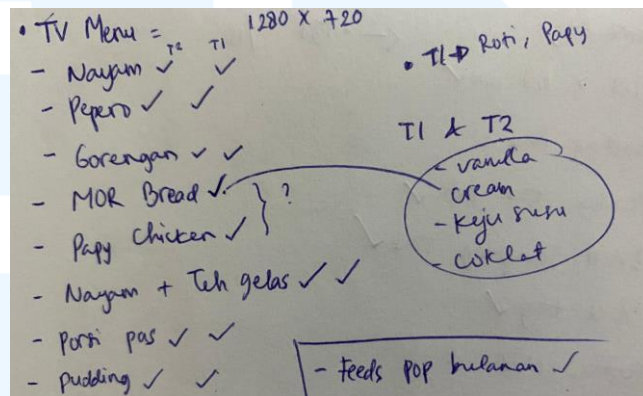 • TV Menu = 1280 x 720
T2 T1
- Nayam ✓ ✓
- Pepero ✓ ✓
- Gorengan ✓ ✓
- MOR Bread ✓
- Papy Chicken ✓ } ?
- Nayam + Teh gelas ✓ ✓
- Porsi pas ✓ ✓
- Pudding ✓ ✓
• T1 → Roti, Papy
T1 & T2
- vanilla
cream
- Keju susu
- coklat
- Feeds pop bulanan ✓